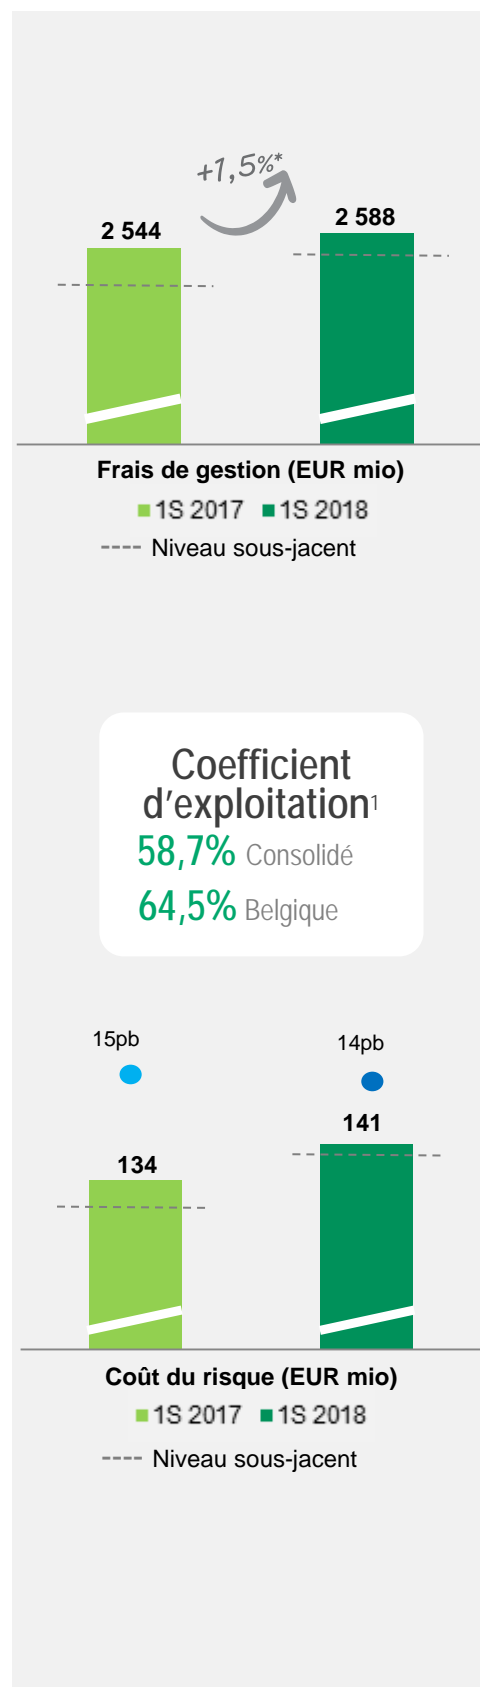 +1,5%*
2 544
2 588
Frais de gestion (EUR mio)
1S 2017 1S 2018
---- Niveau sous-jacent
Coefficient
d’exploitation1
58,7% Consolidé
64,5% Belgique
15pb
14pb
141
134
Coût du risque (EUR mio)
1S 2017 1S 2018
---- Niveau sous-jacent